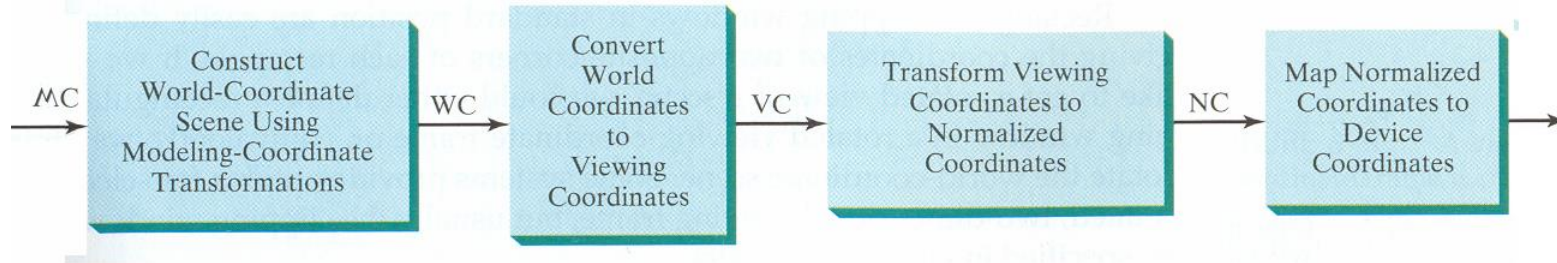 MC
Construct
World-Coordinate
Scene Using
Modeling-Coordinate
Transformations
WC
Convert
World
Coordinates
to
Viewing
Coordinates
VC
Transform Viewing
Coordinates to
Normalized
Coordinates
NC
Map Normalized
Coordinates to
Device
Coordinates